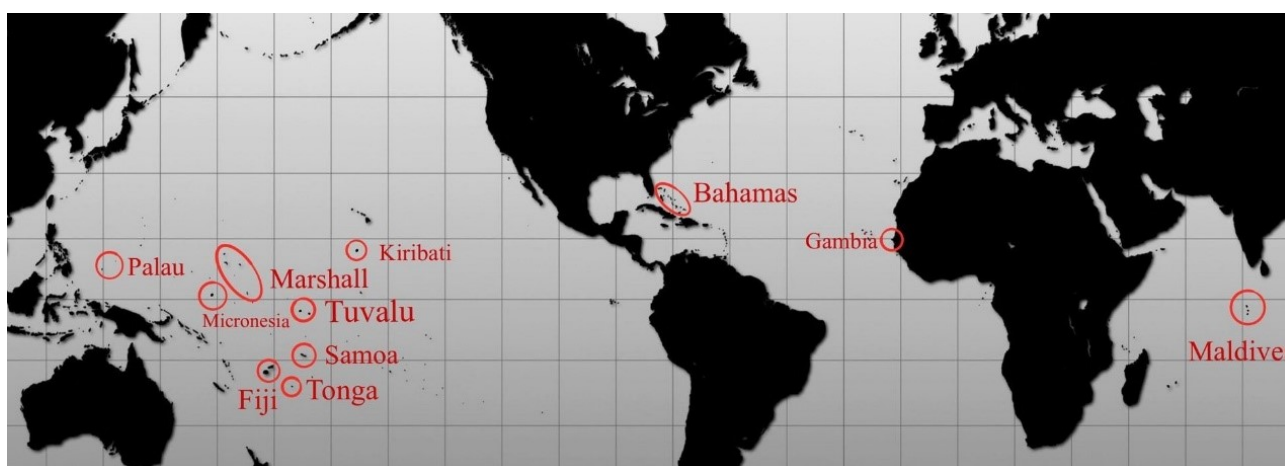 Bahamas
Gambia
Kiribati
Palau
Marshall
Micronesia
Tuvalu
Samoa
Maldive
Fiji
Tonga